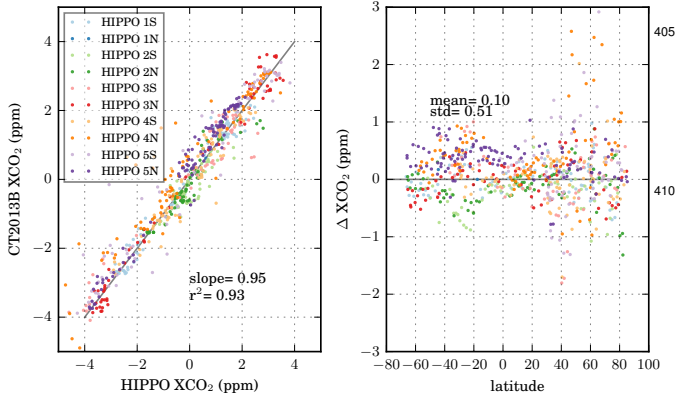 HIPPO 1S
HIPPO 1N
HIPPO 2S
HIPPO 2N
HIPPO 3S
HIPPO 3N
HIPPO 4S
HIPPO 4N
HIPPO 5S
HIPPO 5N
slope= 0.95
r²= 0.93
4
2
0
−2
−4
−4 −2 0 2 4
CT2013B XCO₂ (ppm)
HIPPO XCO₂ (ppm)
mean= 0.10
std= 0.51
3
2
1
0
−1
−2
−3
−80 −60 −40 −20 0 20 40 60 80 100
Δ XCO₂ (ppm)
latitude
405
410